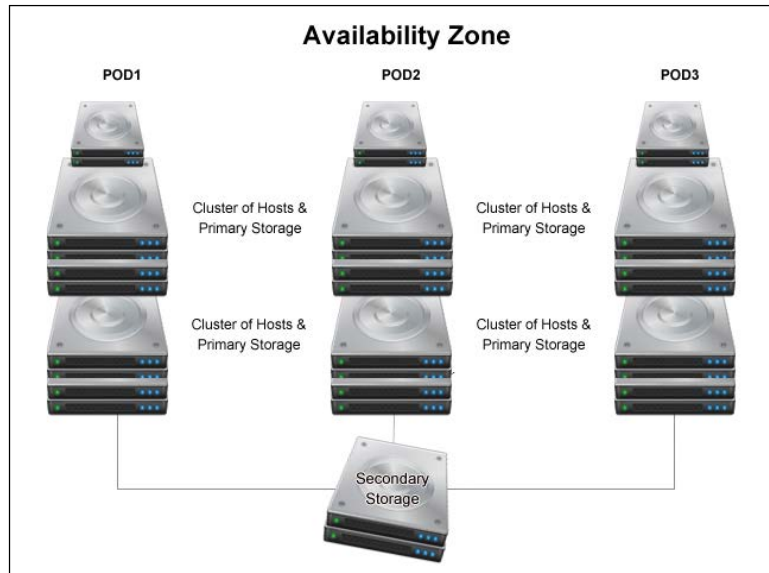 Availability Zone
POD1
POD2
POD3
Cluster of Hosts &
Primary Storage
Cluster of Hosts &
Primary Storage
Cluster of Hosts &
Primary Storage
Cluster of Hosts &
Primary Storage
Secondary
Storage